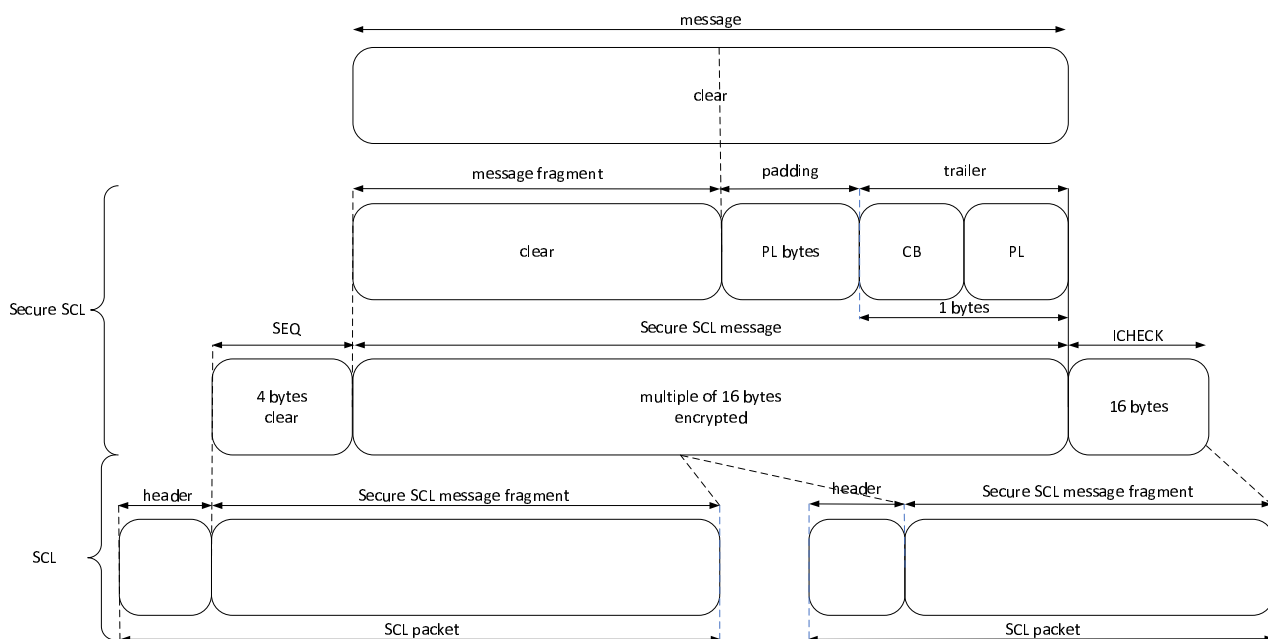 message
clear
message fragment
padding
trailer
clear
PL bytes
CB
PL
1 bytes
Secure SCL
SEQ
Secure SCL message
ICHECK
4 bytes
clear
multiple of 16 bytes
encrypted
16 bytes
header
Secure SCL message fragment
header
Secure SCL message fragment
SCL
SCL packet
SCL packet